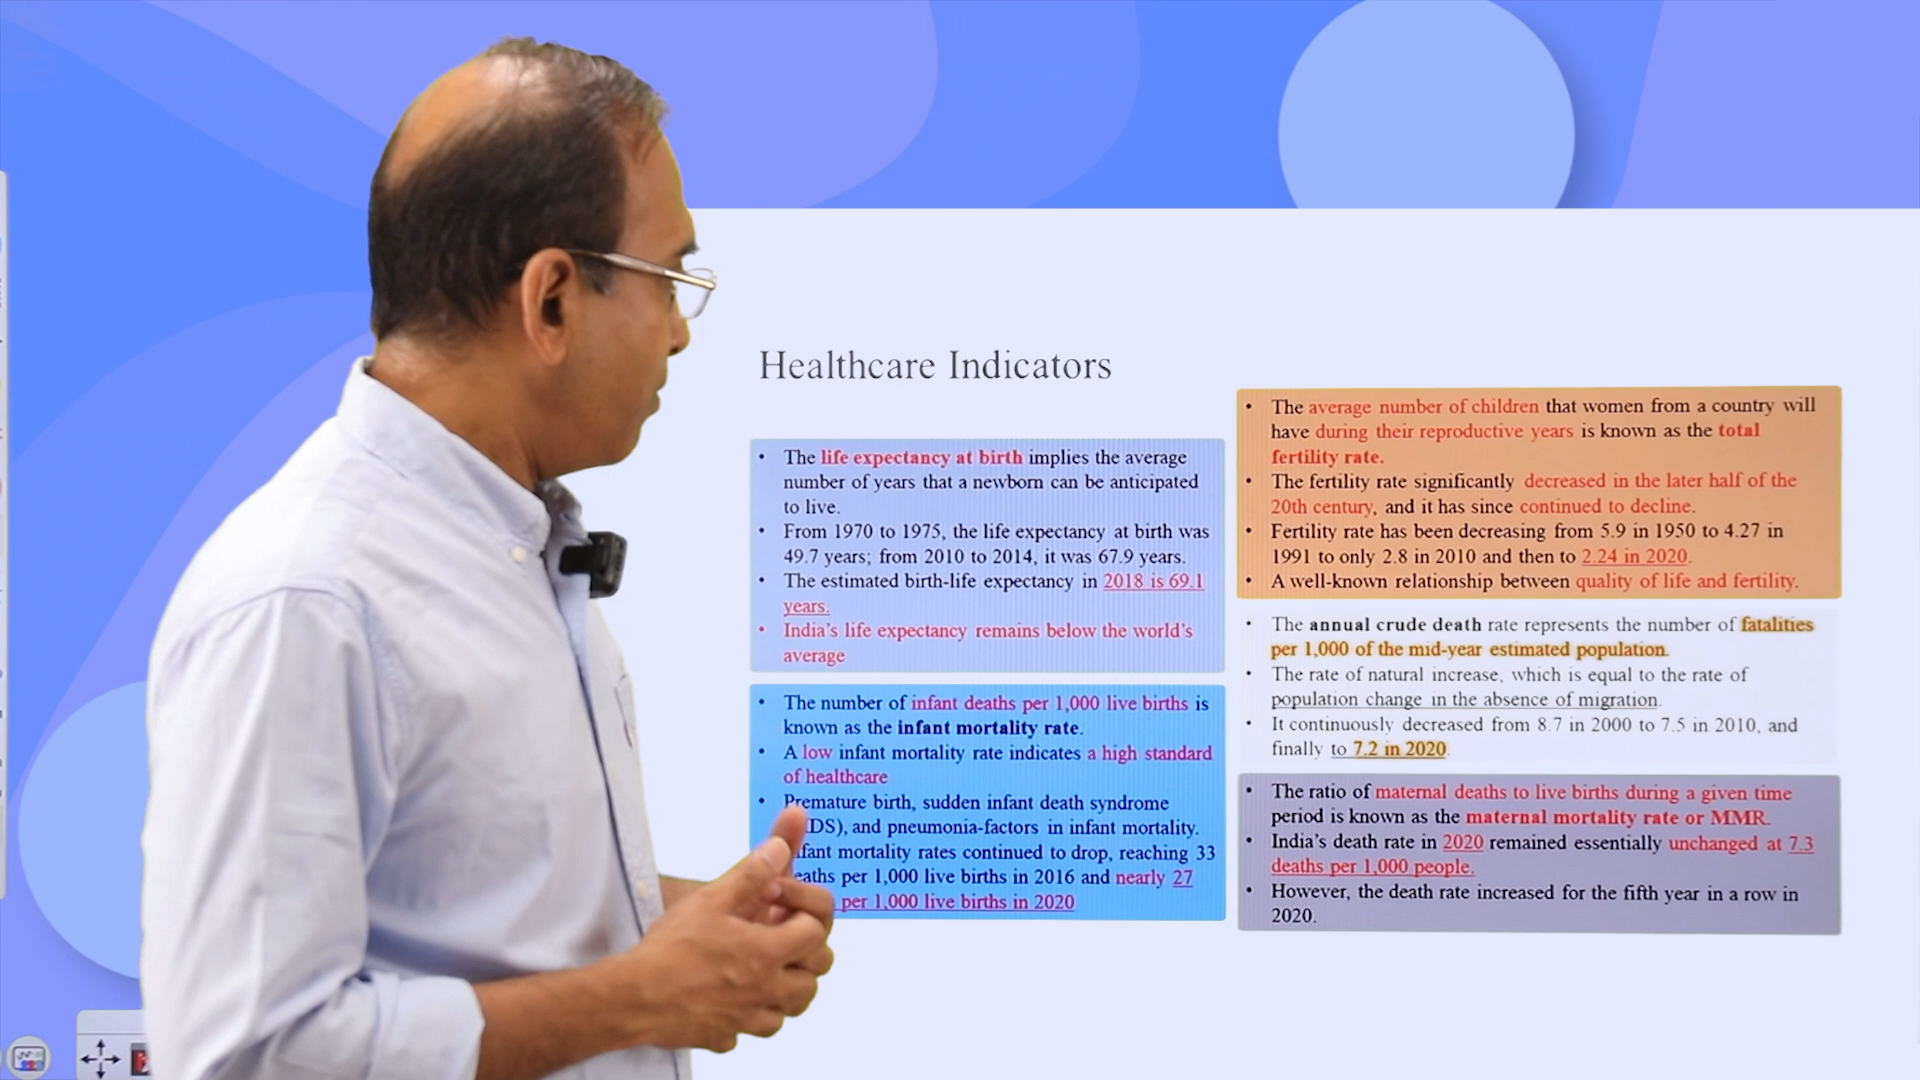 Healthcare Indicators
• The life expectancy at birth implies the average
number of years that a newborn can be anticipated
to live.
• From 1970 to 1975, the life expectancy at birth was
49.7 years; from 2010 to 2014, it was 67.9 years.
• The estimated birth-life expectancy in 2018 is 69.1
years.
• India's life expectancy remains below the world's
average
• The number of infant deaths per 1,000 live births is
known as the infant mortality rate.
• A low infant mortality rate indicates a high standard
of healthcare
• Premature birth, sudden infant death syndrome
DS), and pneumonia-factors in infant mortality.
fant mortality rates continued to drop, reaching 33
eaths per 1,000 live births in 2016 and nearly 27
per 1,000 live births in 2020
• The average number of children that women from a country will
have during their reproductive years is known as the total
fertility rate.
• The fertility rate significantly decreased in the later half of the
20th century, and it has since continued to decline.
• Fertility rate has been decreasing from 5.9 in 1950 to 4.27 in
1991 to only 2.8 in 2010 and then to 2.24 in 2020.
• A well-known relationship between quality of life and fertility.
• The annual crude death rate represents the number of fatalities
per 1,000 of the mid-year estimated population.
• The rate of natural increase, which is equal to the rate of
population change in the absence of migration.
• It continuously decreased from 8.7 in 2000 to 7.5 in 2010, and
finally to 7.2 in 2020.
• The ratio of maternal deaths to live births during a given time
period is known as the maternal mortality rate or MMR.
• India's death rate in 2020 remained essentially unchanged at 7.3
deaths per 1,000 people.
• However, the death rate increased for the fifth year in a row in
2020.